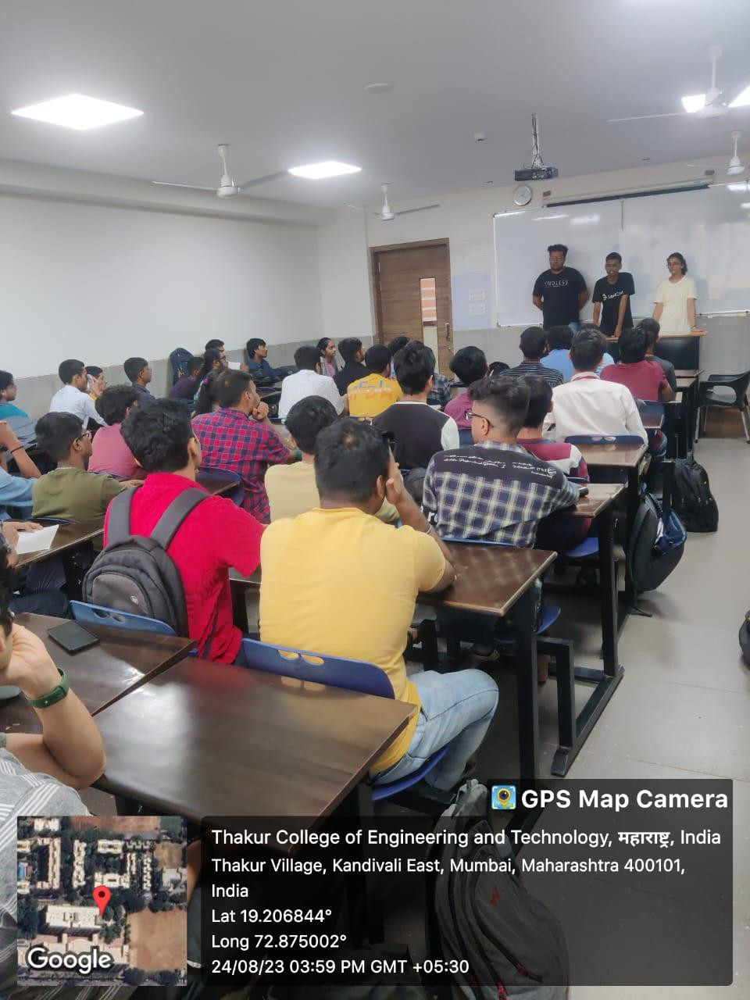 ENDLESS
GPS Map Camera
Thakur College of Engineering and Technology, महाराष्ट्र, India
Thakur Village, Kandivali East, Mumbai, Maharashtra 400101,
India
Lat 19.206844°
Long 72.875002°
24/08/23 03:59 PM GMT +05:30
Google